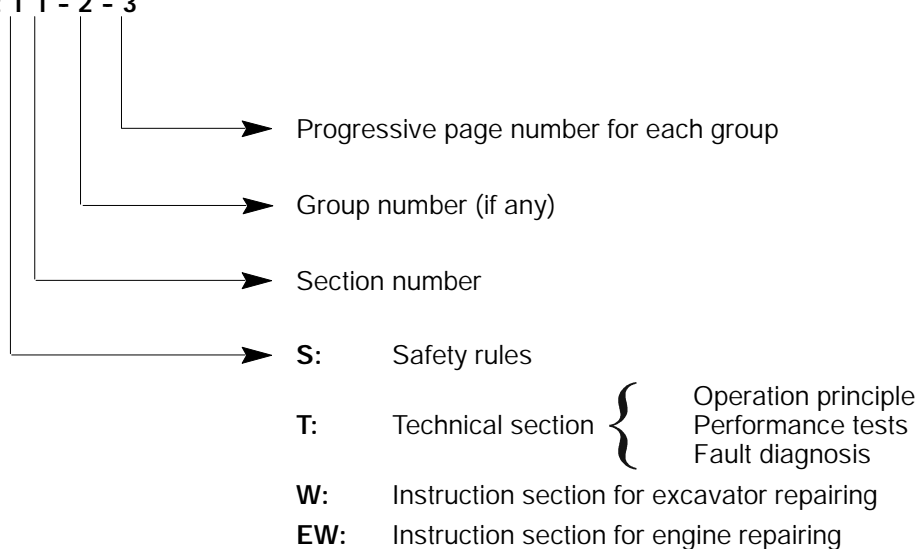 T 1 - 2 - 3
Progressive page number for each group
Group number (if any)
Section number
S: Safety rules
T: Technical section { Operation principle
Performance tests
Fault diagnosis
W: Instruction section for excavator repairing
EW: Instruction section for engine repairing